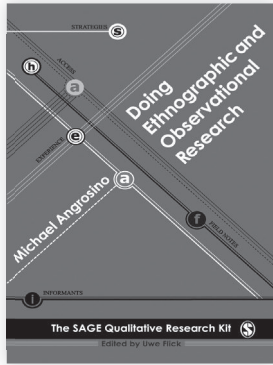 STRATEGIES
S
h
ACCESS
a
Doing
Ethnographic and
Observational
Research
e
EXPERIENCE
a
Michael Angrosino
f
FIELD NOTES
i
INFORMANTS
The SAGE Qualitative Research Kit
S
Edited by Uwe Flick